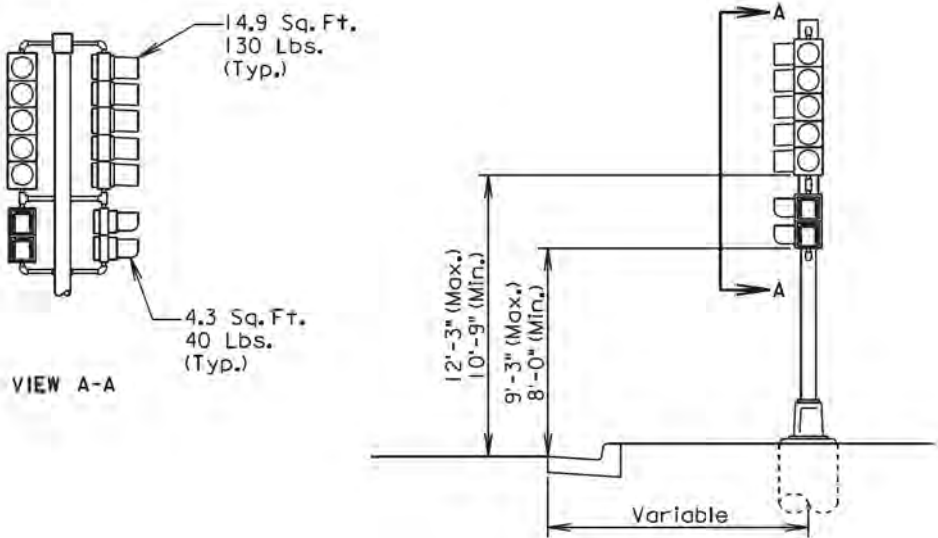 14.9 Sq. Ft.
130 Lbs.
(Typ.)
4.3 Sq. Ft.
40 Lbs.
(Typ.)
VIEW A-A
A
A
12'-3" (Max.)
10'-9" (Min.)
9'-3" (Max.)
8'-0" (Min.)
Variable